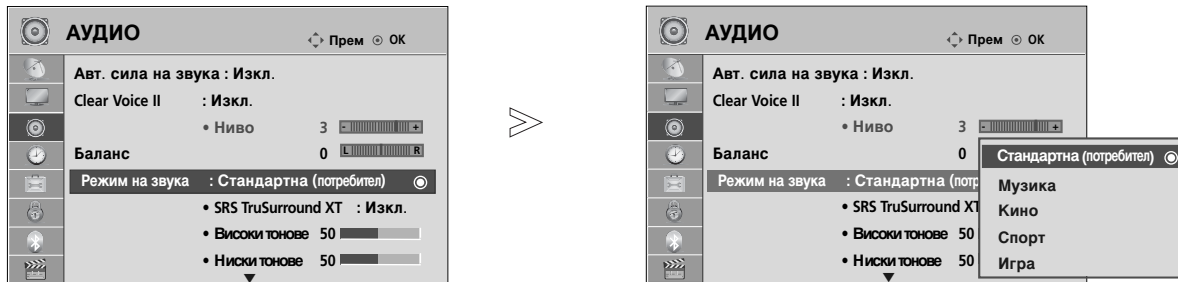 АУДИО
Прем ⊙ ОК
Авт. сила на звука : Изкл.
Clear Voice II : Изкл.
• Ниво 3 - +
Баланс 0 L R
Режим на звука : Стандартна (потребител)
• SRS TruSurround XT : Изкл.
• Високи тонове 50
• Ниски тонове 50
>
АУДИО
Прем ⊙ ОК
Авт. сила на звука : Изкл.
Clear Voice II : Изкл.
• Ниво 3 - +
Баланс 0
Режим на звука : Стандартна (потр
• SRS TruSurround XT
• Високи тонове 50
• Ниски тонове 50
Стандартна (потребител)
Музика
Кино
Спорт
Игра